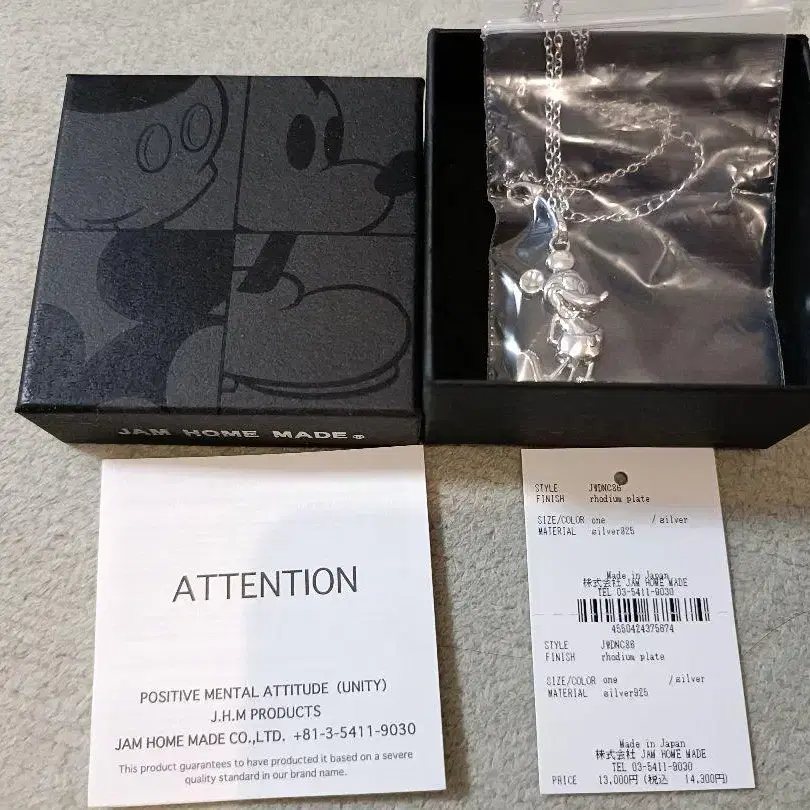 JAM HOME MADE®
ATTENTION
POSITIVE MENTAL ATTITUDE (UNITY)
J.H.M PRODUCTS
JAM HOME MADE CO.,LTD. +81-3-5411-9030
This product guarantees to have producted it based on a severe
quality standard in our brand name.
STYLE JWDNC86
FINISH rhodium plate
SIZE/COLOR one /silver
MATERIAL silver925
Made in Japan
株式会社 JAM HOME MADE
TEL 03-5411-9030
4550424375874
STYLE JWDNC86
FINISH rhodium plate
SIZE/COLOR one /silver
MATERIAL silver925
Made in Japan
株式会社 JAM HOME MADE
TEL 03-5411-9030
PRICE 13,000円(税込 14,300円)